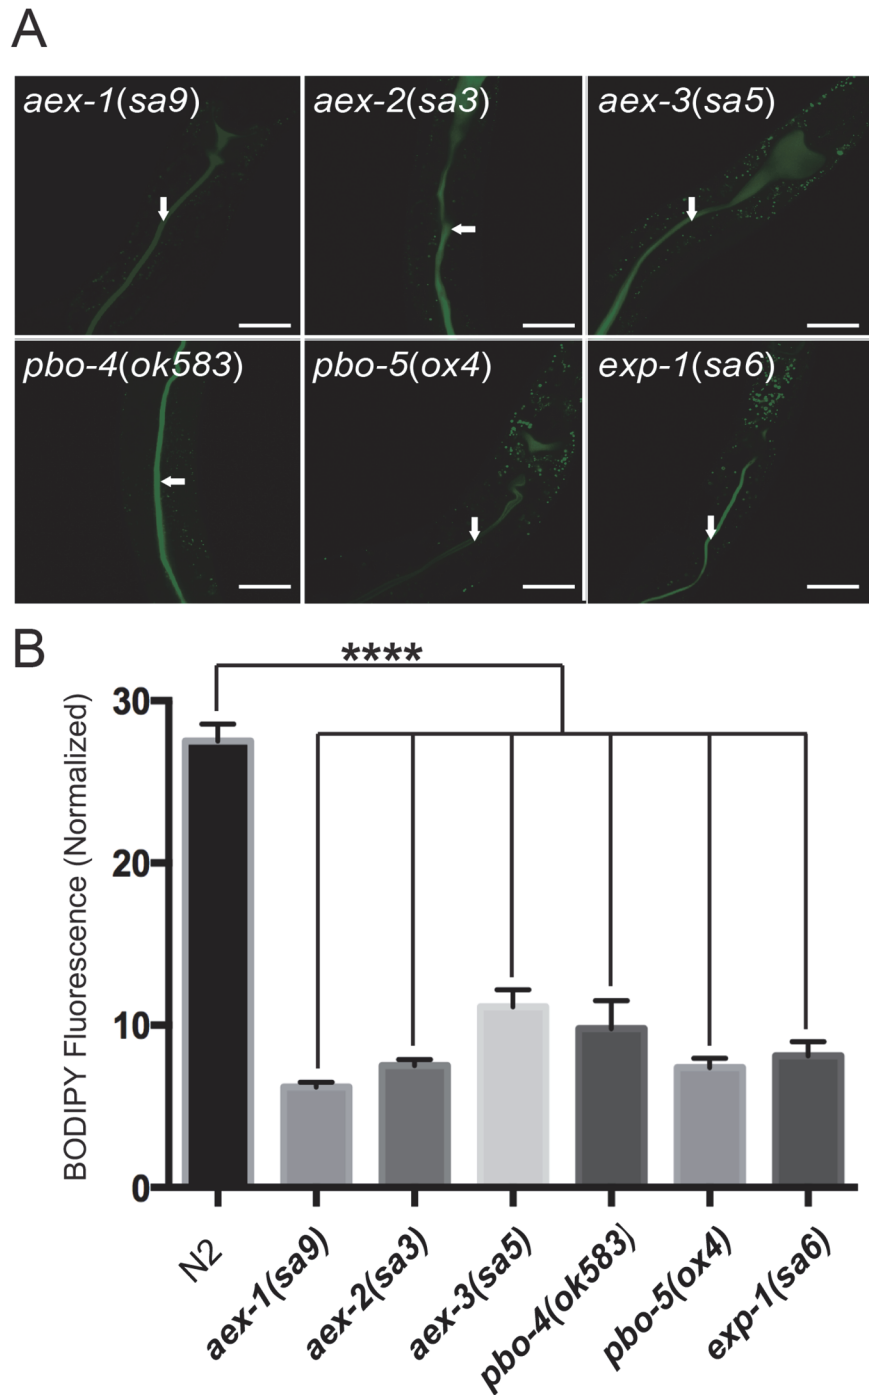 A
aex-1(sa9) aex-2(sa3) aex-3(sa5)
pbo-4(ok583) pbo-5(ox4) exp-1(sa6)
B
****
BODIPY Fluorescence (Normalized)
30
20
10
0
N2
aex-1(sa9)
aex-2(sa3)
aex-3(sa5)
pbo-4(ok583)
pbo-5(ox4)
exp-1(sa6)